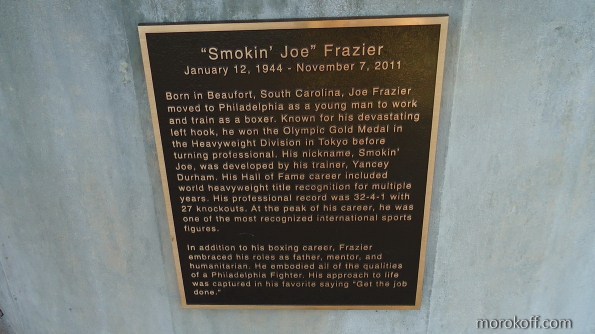 “Smokin’ Joe” Frazier
January 12, 1944 - November 7, 2011
Born in Beaufort, South Carolina, Joe Frazier
moved to Philadelphia as a young man to work
and train as a boxer. Known for his devastating
left hook, he won the Olympic Gold Medal in
the Heavyweight Division in Tokyo before
turning professional. His nickname, Smokin’
Joe, was developed by his trainer, Yancey
Durham. His Hall of Fame career included
world heavyweight title recognition for multiple
years. His professional record was 32-4-1 with
27 knockouts. At the peak of his career, he was
one of the most recognized international sports
figures.
In addition to his boxing career, Frazier
embraced his roles as father, mentor, and
humanitarian. He embodied all of the qualities
of a Philadelphia Fighter. His approach to life
was captured in his favorite saying “Get the job
done.”
morokoff.com